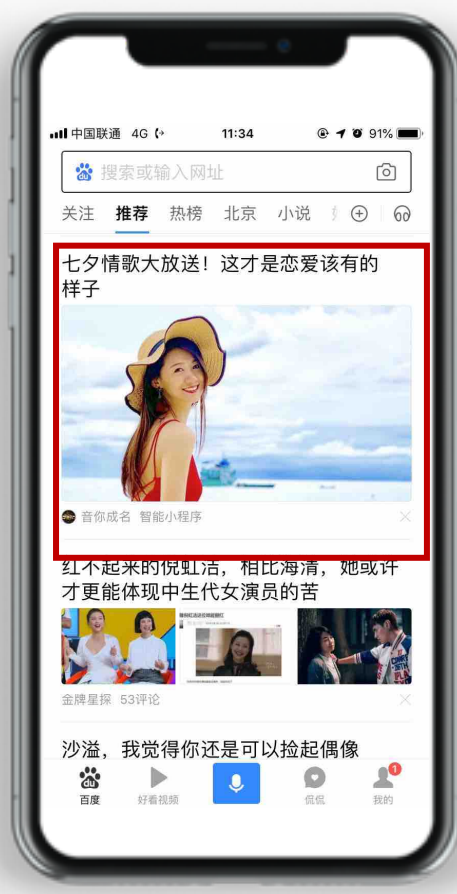 中国联通 4G 11:34 91%
搜索或输入网址
关注 推荐 热榜 北京 小说
七夕情歌大放送！这才是恋爱该有的
样子
音你成名 智能小程序
红不起来的倪虹洁，相比海清，她或许
才更能体现中生代女演员的苦
金牌星探 53评论
沙溢，我觉得你还是可以捡起偶像
du 1
百度 好看视频 侃侃 我的